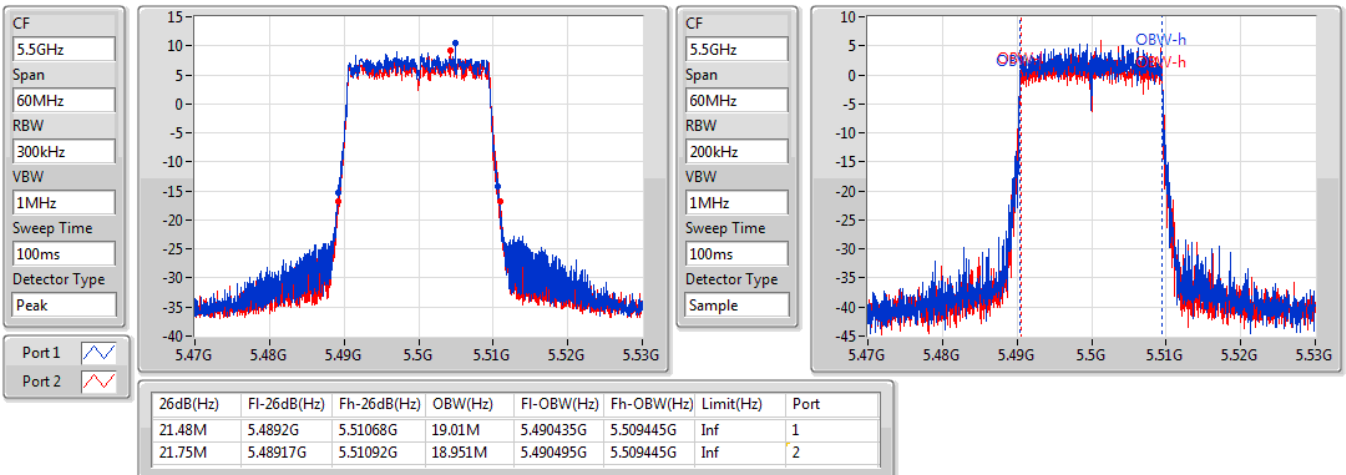 CF
5.5GHz
Span
60MHz
RBW
300kHz
VBW
1MHz
Sweep Time
100ms
Detector Type
Peak
Port 1
Port 2
15
10
5
0
-5
-10
-15
-20
-25
-30
-35
-40
5.47G 5.48G 5.49G 5.5G 5.51G 5.52G 5.53G
CF
5.5GHz
Span
60MHz
RBW
200kHz
VBW
1MHz
Sweep Time
100ms
Detector Type
Sample
10
5
0
-5
-10
-15
-20
-25
-30
-35
-40
-45
OBW-h
OBW-h
5.47G 5.48G 5.49G 5.5G 5.51G 5.52G 5.53G
26dB(Hz) Fl-26dB(Hz) Fh-26dB(Hz) OBW(Hz) Fl-OBW(Hz) Fh-OBW(Hz) Limit(Hz) Port
21.48M 5.4892G 5.51068G 19.01M 5.490435G 5.509445G Inf 1
21.75M 5.48917G 5.51092G 18.951M 5.490495G 5.509445G Inf 2